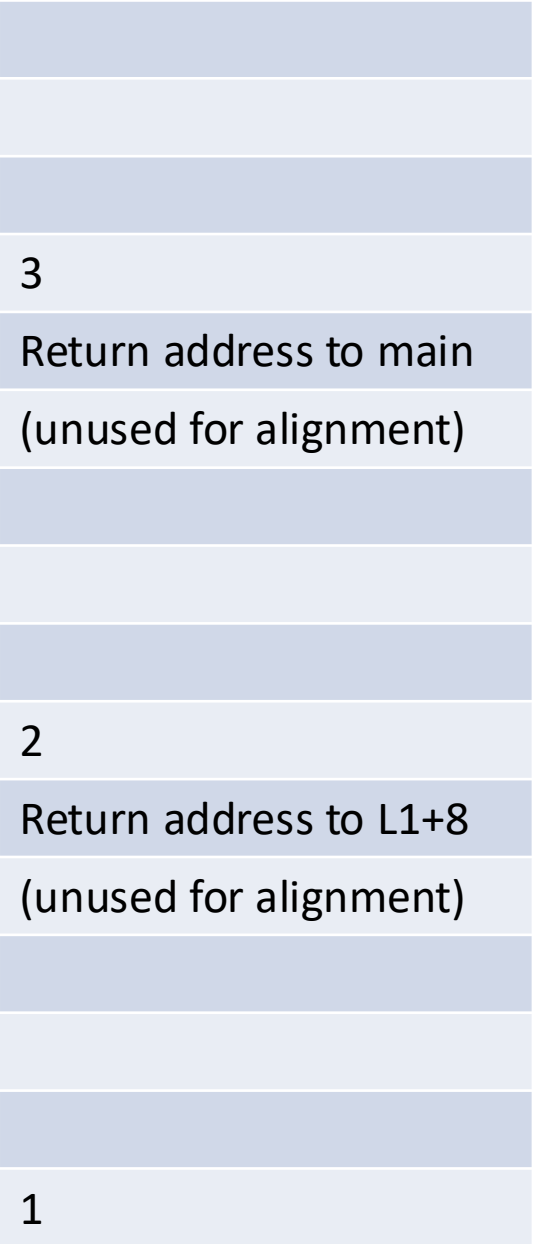 3
Return address to main
(unused for alignment)
2
Return address to L1+8
(unused for alignment)
1